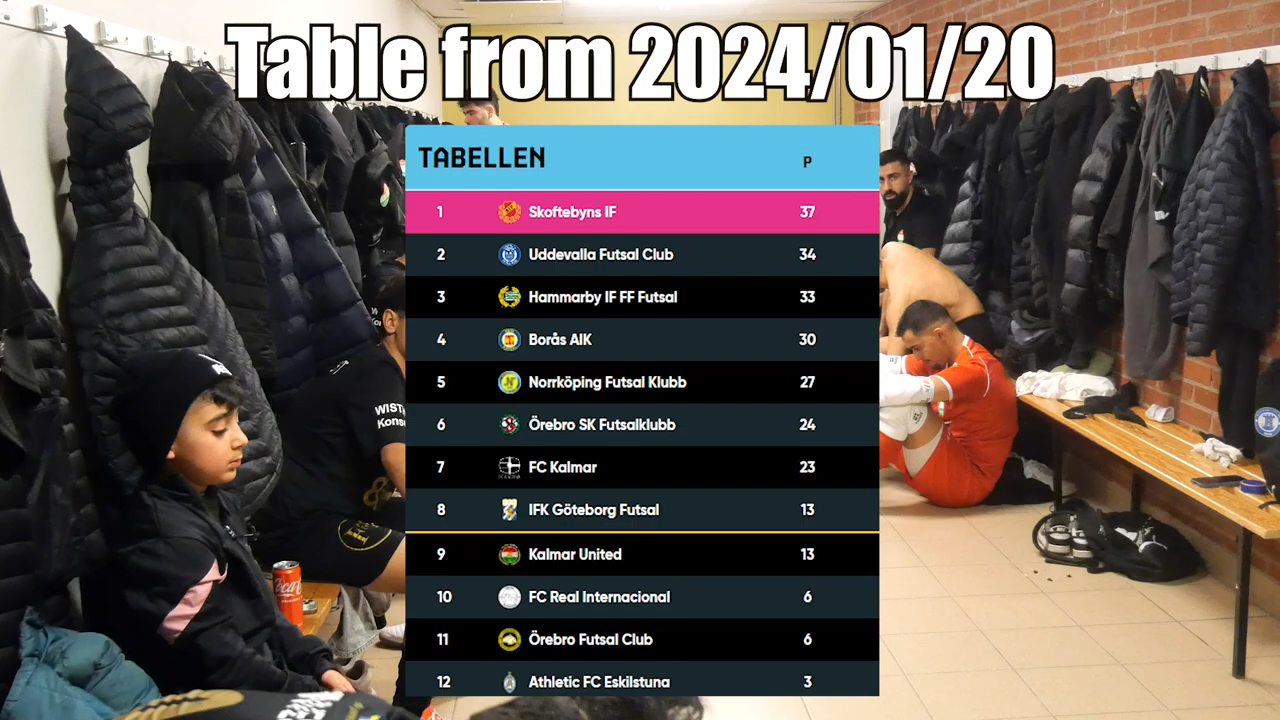 Table from 2024/01/20
TABELLEN P
1 Skoftebyns IF 37
2 Uddevalla Futsal Club 34
3 Hammarby IF FF Futsal 33
4 Borås AIK 30
5 Norrköping Futsal Klubb 27
6 Örebro SK Futsalklubb 24
7 FC Kalmar 23
8 IFK Göteborg Futsal 13
9 Kalmar United 13
10 FC Real Internacional 6
11 Örebro Futsal Club 6
12 Athletic FC Eskilstuna 3
WIST
Kons